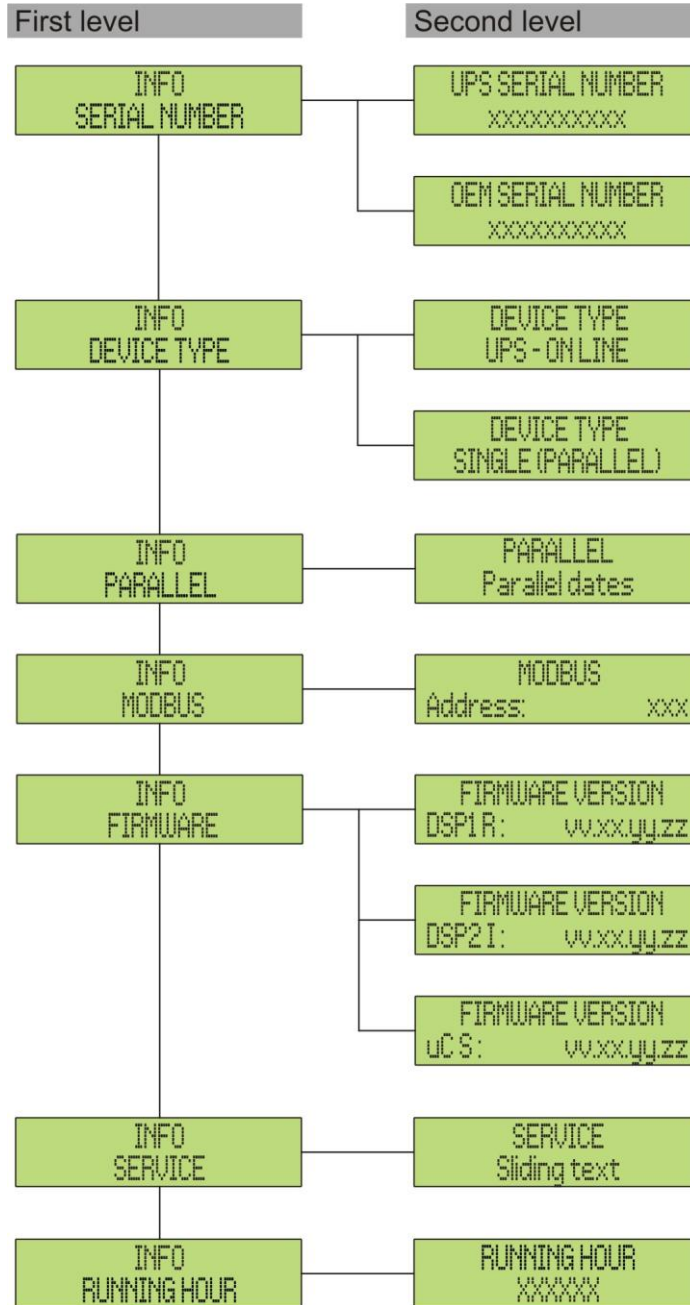 First level
Second level
INFO
SERIAL NUMBER
UPS SERIAL NUMBER
XXXXXXXXXXX
OEM SERIAL NUMBER
XXXXXXXXXXX
INFO
DEVICE TYPE
DEVICE TYPE
UPS - ON LINE
DEVICE TYPE
SINGLE (PARALLEL)
INFO
PARALLEL
PARALLEL
Parallel dates
INFO
MODBUS
MODBUS
Address: xxx
INFO
FIRMWARE
FIRMWARE VERSION
DSP1 R: vv.xx.yy.zz
FIRMWARE VERSION
DSP2 I: vv.xx.yy.zz
FIRMWARE VERSION
uC S: vv.xx.yy.zz
INFO
SERVICE
SERVICE
Sliding text
INFO
RUNNING HOUR
RUNNING HOUR
XXXXXX